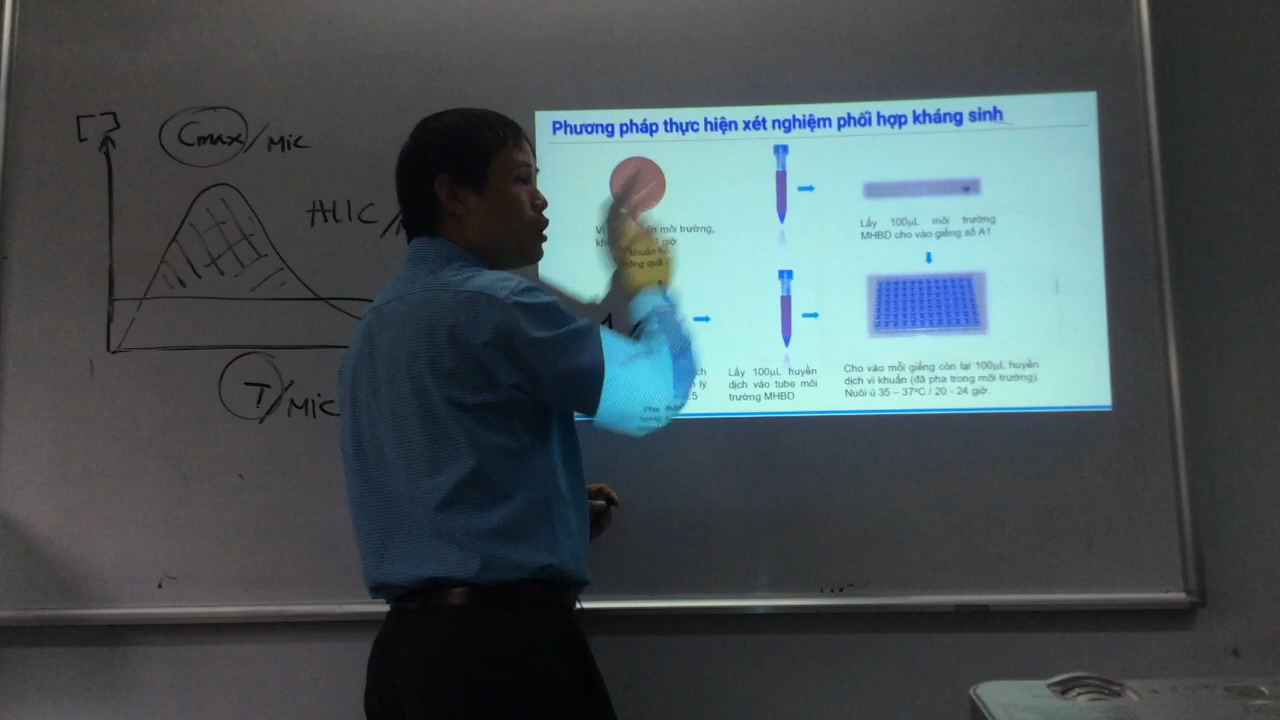 [ ]
Cmax/MIC
T/MIC
Phương pháp thực hiện xét nghiệm phối hợp kháng sinh
môi trường,
giờ
Lấy 100µL môi trường
MHBD cho vào giếng số A1
Lấy 100µL huyền
dịch vào tube môi
trường MHBD
Cho vào mỗi giếng còn lại 100µL huyền
dịch vi khuẩn (đã pha trong môi trường).
Nuôi ủ 35 – 37°C / 20 - 24 giờ.